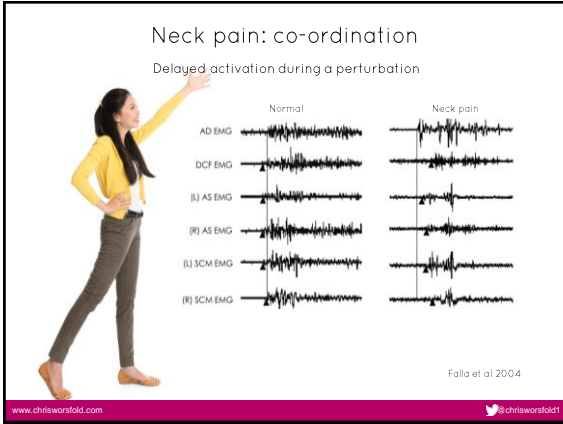 Neck pain: co-ordination
Delayed activation during a perturbation
Normal
Neck pain
AD EMG
DCF EMG
(L) AS EMG
(R) AS EMG
(L) SCM EMG
(R) SCM EMG
Falla et al 2004
www.chrisworsfold.com
@chrisworsfold1